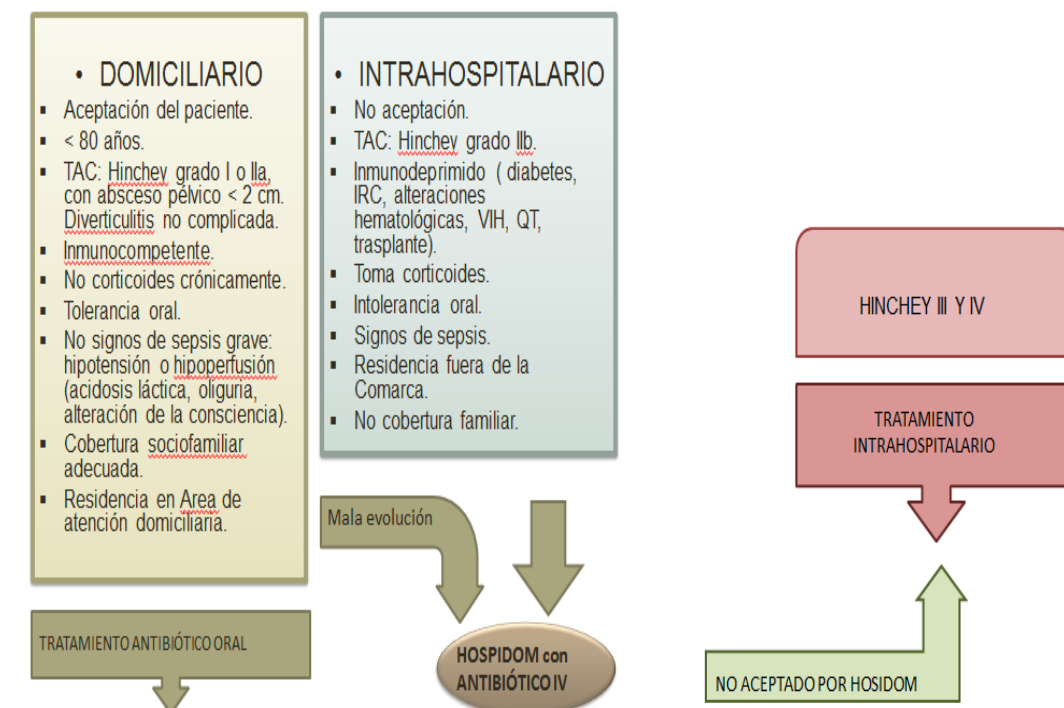 • DOMICILIARIO
▪ Aceptación del paciente.
▪ < 80 años.
▪ TAC: Hinchey grado I o IIa,
con absceso pélvico < 2 cm.
Diverticulitis no complicada.
▪ Inmunocompetente.
▪ No corticoides crónicamente.
▪ Tolerancia oral.
▪ No signos de sepsis grave:
hipotensión o hipoperfusión
(acidosis láctica, oliguria,
alteración de la consciencia).
▪ Cobertura sociofamiliar
adecuada.
▪ Residencia en Area de
atención domiciliaria.
• INTRAHOSPITALARIO
▪ No aceptación.
▪ TAC: Hinchey grado IIb.
▪ Inmunodeprimido ( diabetes,
IRC, alteraciones
hematológicas, VIH, QT,
trasplante).
▪ Toma corticoides.
▪ Intolerancia oral.
▪ Signos de sepsis.
▪ Residencia fuera de la
Comarca.
▪ No cobertura familiar.
HINCHEY III Y IV
TRATAMIENTO
INTRAHOSPITALARIO
Mala evolución
TRATAMIENTO ANTIBIÓTICO ORAL
HOSPIDOM con
ANTIBIÓTICO IV
NO ACEPTADO POR HOSIDOM